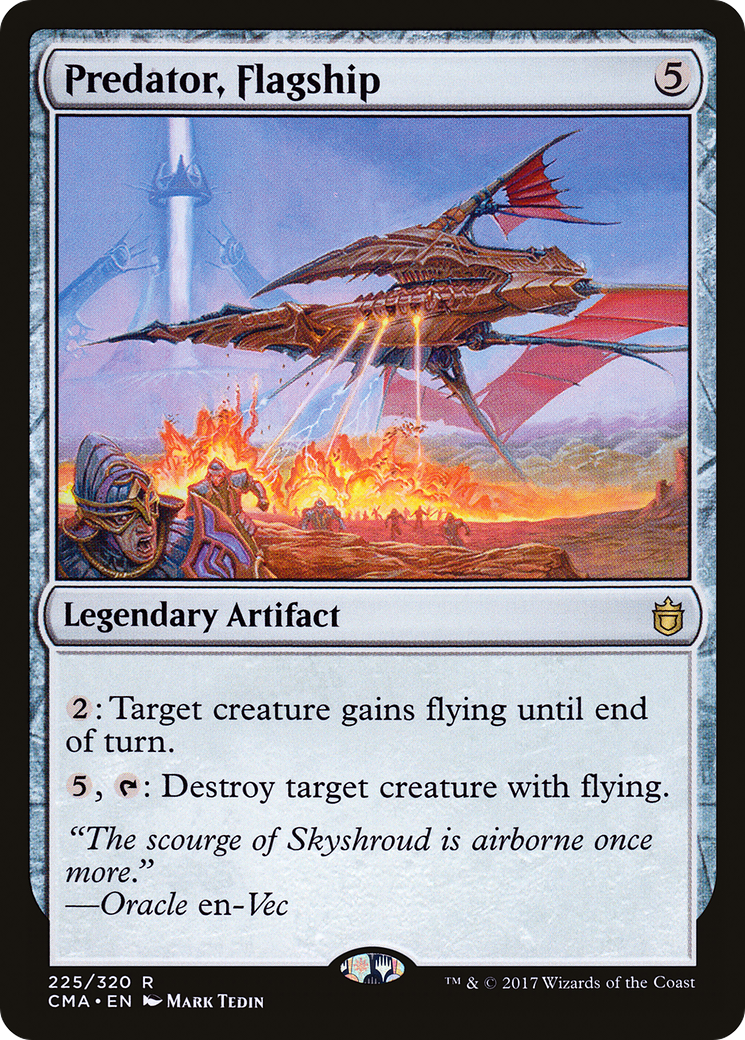 Predator, Flagship 5
Legendary Artifact
2: Target creature gains flying until end
of turn.
5, : Destroy target creature with flying.
“The scourge of Skyshroud is airborne once
more.”
—Oracle en-Vec
225/320 R
CMA • EN Mark Tedin
™ & © 2017 Wizards of the Coast